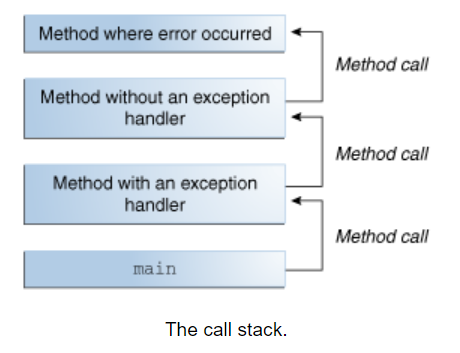 Method where error occurred
Method call
Method without an exception
handler
Method call
Method with an exception
handler
Method call
main
The call stack.